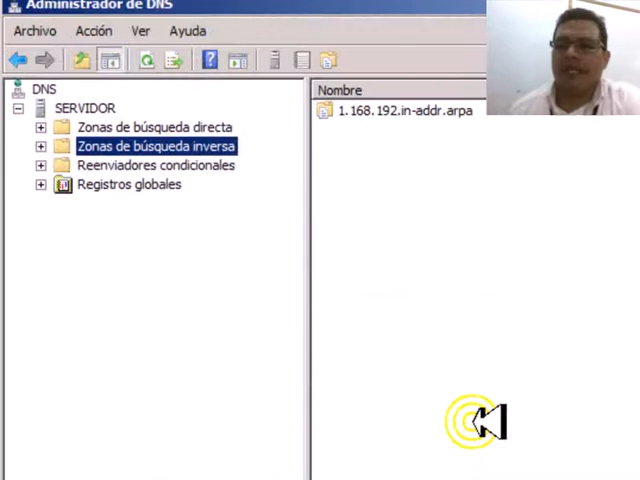 Administrador de DNS
Archivo Acción Ver Ayuda
DNS
SERVIDOR
Zonas de búsqueda directa
Zonas de búsqueda inversa
Reenviadores condicionales
Registros globales
Nombre
1.168.192.in-addr.arpa